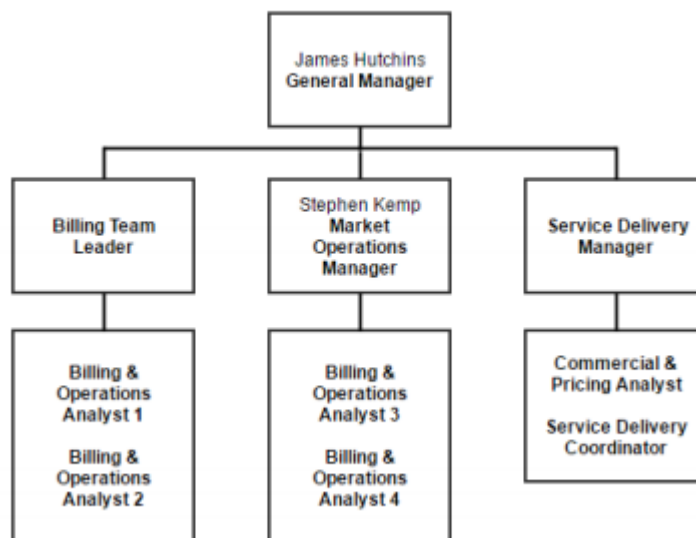 James Hutchins
General Manager
Billing Team
Leader
Stephen Kemp
Market
Operations
Manager
Service Delivery
Manager
Billing &
Operations
Analyst 1
Billing &
Operations
Analyst 2
Billing &
Operations
Analyst 3
Billing &
Operations
Analyst 4
Commercial &
Pricing Analyst
Service Delivery
Coordinator